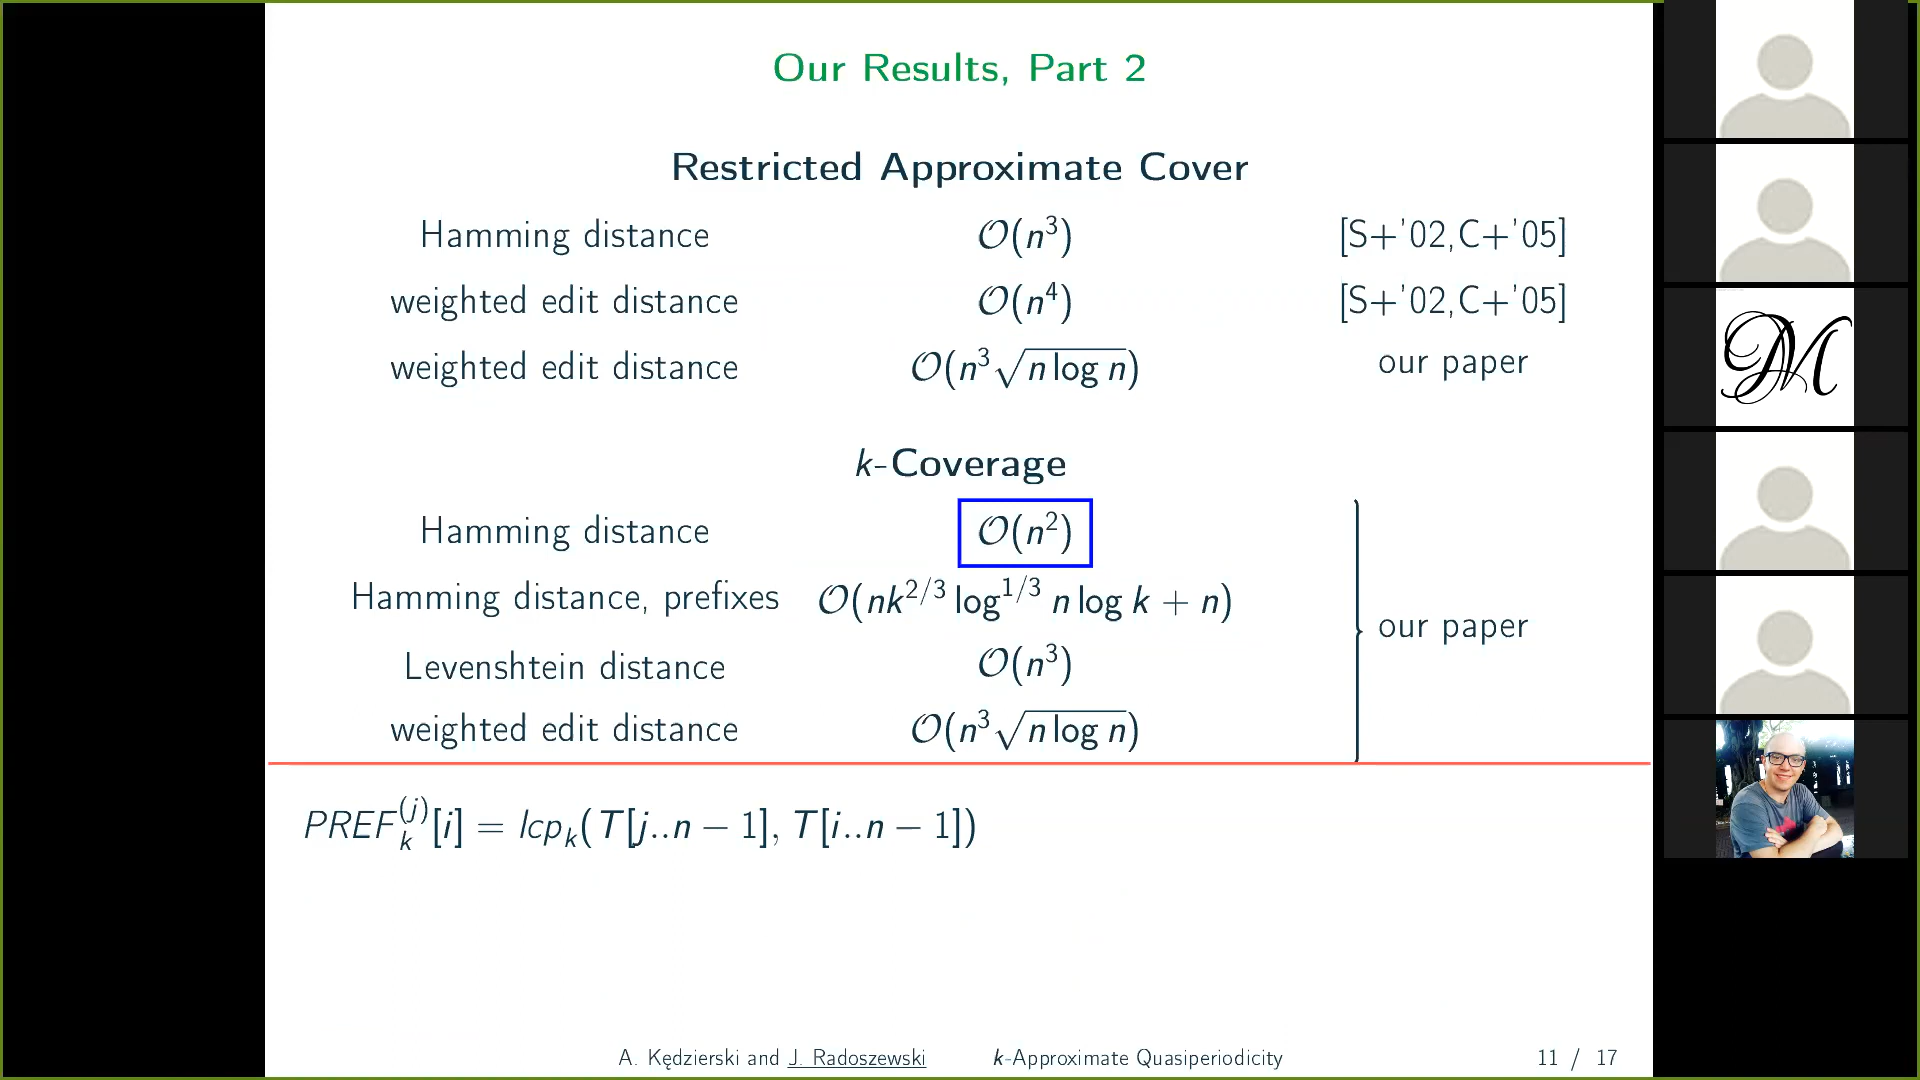 Our Results, Part 2
Restricted Approximate Cover
Hamming distance O(n³) [S+'02,C+'05]
weighted edit distance O(n⁴) [S+'02,C+'05]
weighted edit distance O(n³√(n log n)) our paper
k-Coverage
Hamming distance O(n²)
Hamming distance, prefixes O(nk^{2/3} log^{1/3} n log k + n)
our paper
Levenshtein distance O(n³)
weighted edit distance O(n³√(n log n))
PREF_k^{(j)}[i] = lcp_k(T[j..n − 1], T[i..n − 1])
A. Kędzierski and J. Radoszewski k-Approximate Quasiperiodicity 11 / 17